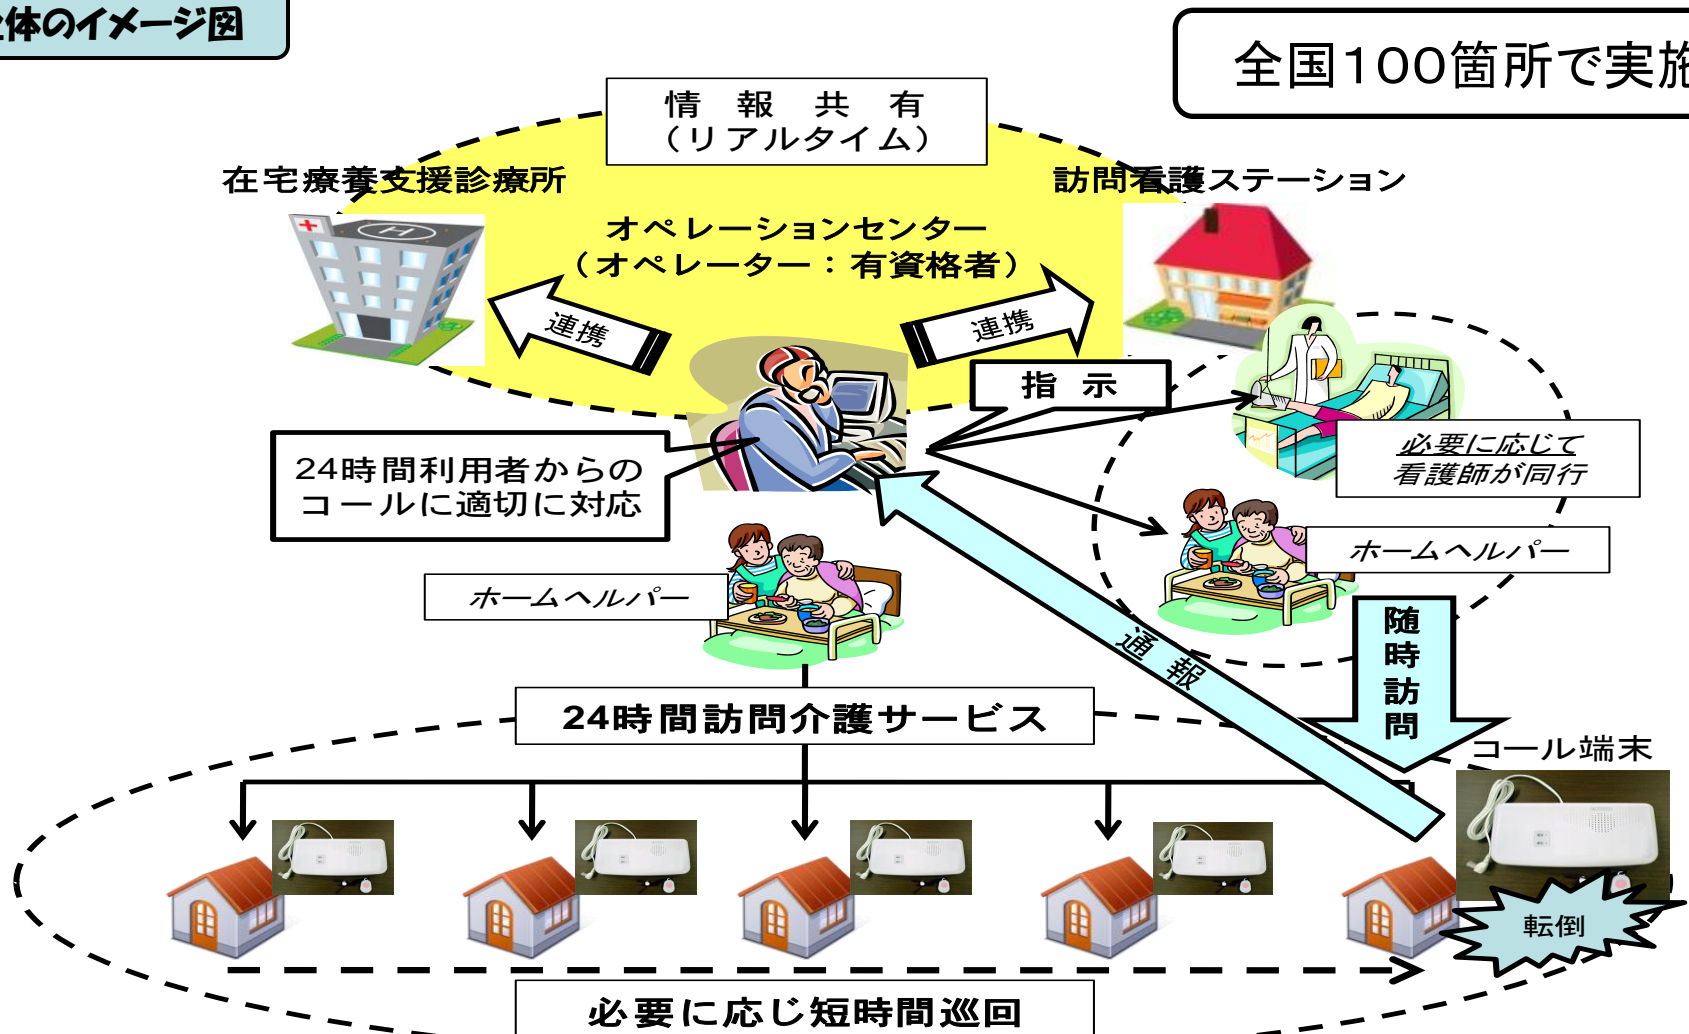 体のイメージ図
全国100箇所で実施
情報共有
（リアルタイム）
在宅療養支援診療所
訪問看護ステーション
オペレーションセンター
（オペレーター：有資格者）
連携
連携
指示
24時間利用者からの
コールに適切に対応
必要に応じて
看護師が同行
ホームヘルパー
ホームヘルパー
通報
随時訪問
24時間訪問介護サービス
コール端末
転倒
必要に応じ短時間巡回